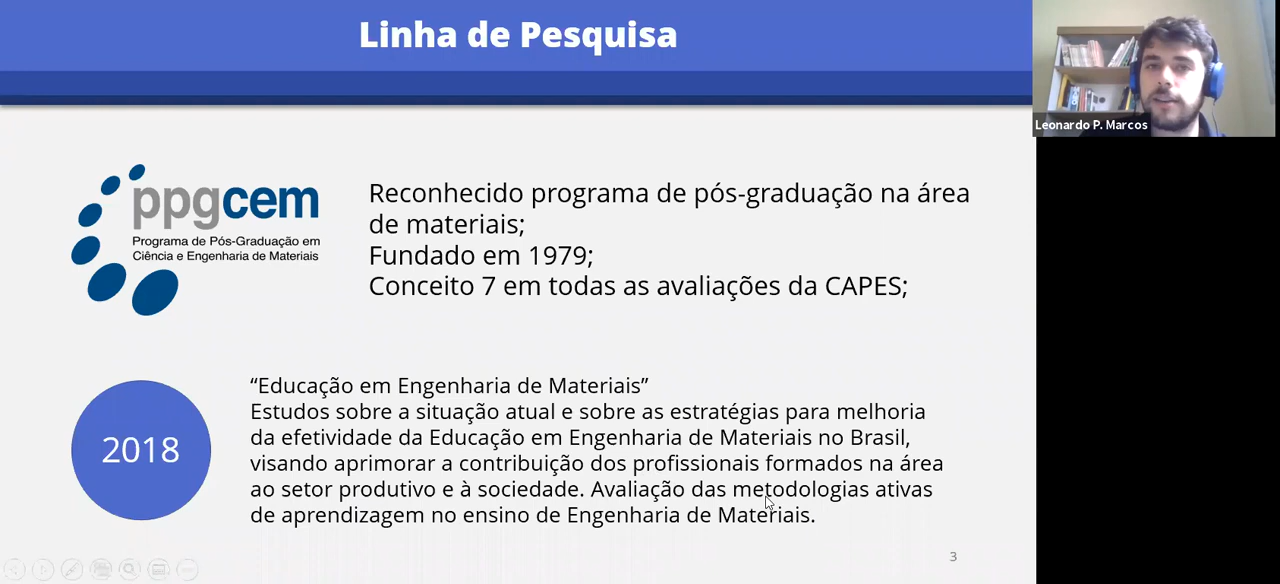 Linha de Pesquisa
Leonardo P. Marcos
ppgcem
Programa de Pós-Graduação em
Ciência e Engenharia de Materiais
Reconhecido programa de pós-graduação na área
de materiais;
Fundado em 1979;
Conceito 7 em todas as avaliações da CAPES;
2018
“Educação em Engenharia de Materiais”
Estudos sobre a situação atual e sobre as estratégias para melhoria
da efetividade da Educação em Engenharia de Materiais no Brasil,
visando aprimorar a contribuição dos profissionais formados na área
ao setor produtivo e à sociedade. Avaliação das metodologias ativas
de aprendizagem no ensino de Engenharia de Materiais.
3